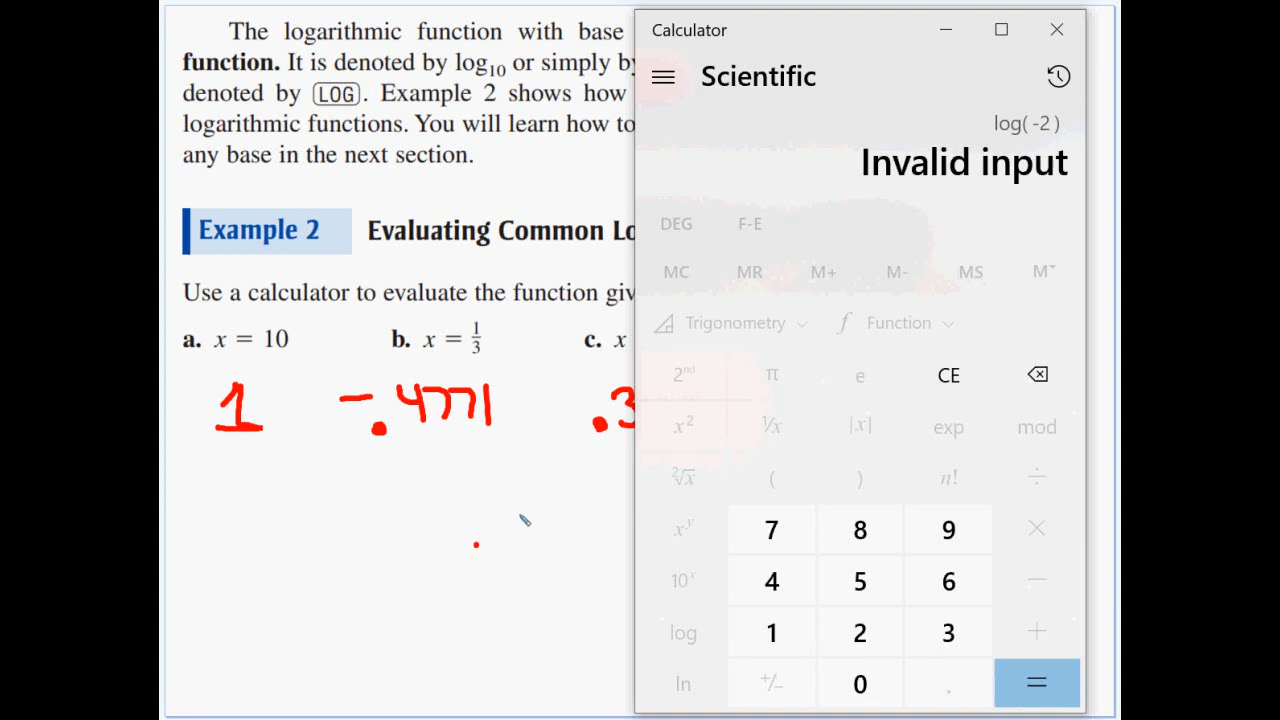 The logarithmic function with base
function. It is denoted by log10 or simply by
denoted by LOG. Example 2 shows how
logarithmic functions. You will learn how to
any base in the next section.
Example 2 Evaluating Common Lo
Use a calculator to evaluate the function giv
a. x = 10 b. x = 1/3 c. x
1 -.4771 .3
Calculator
Scientific
log( -2 )
Invalid input
DEG F-E
MC MR M+ M- MS M˅
Trigonometry f Function
2nd π e CE
x² ¹/x |x| exp mod
²√x ( ) n! ÷
xʸ 7 8 9 ×
10ˣ 4 5 6 −
log 1 2 3 +
ln +/− 0 . =